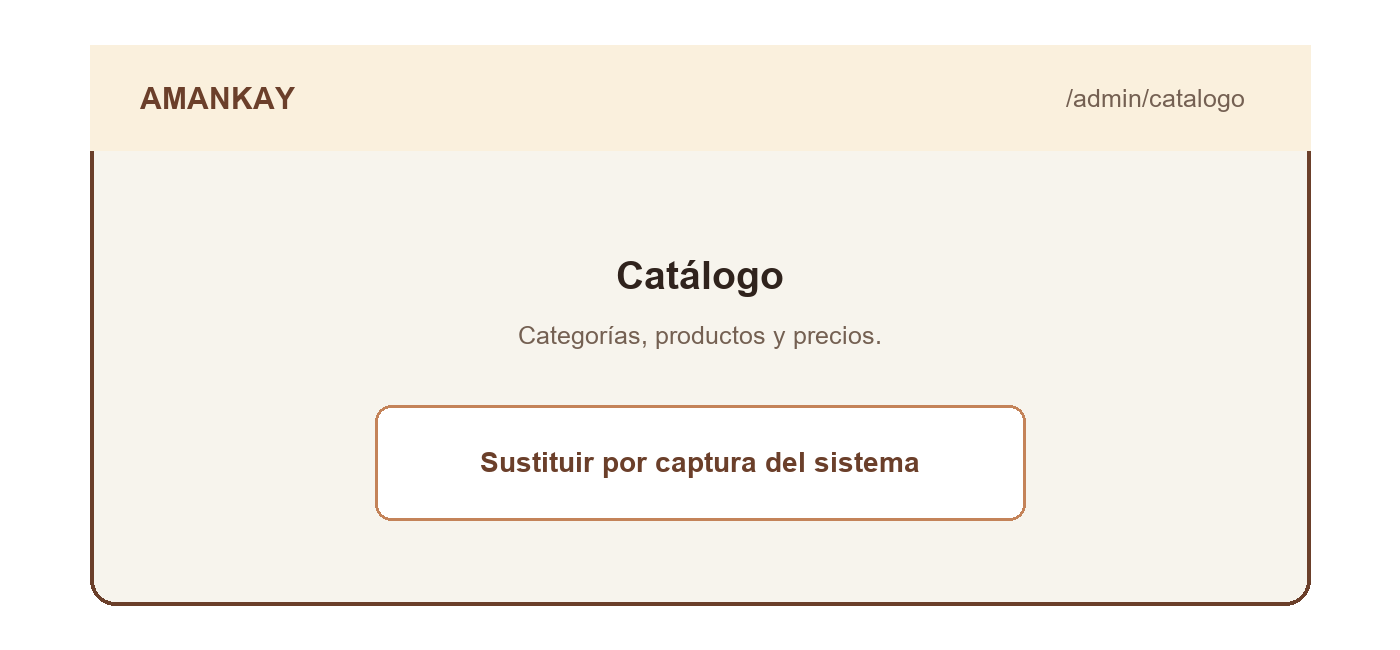 AMANKAY
/admin/catalogo
Catálogo
Categorías, productos y precios.
Sustituir por captura del sistema